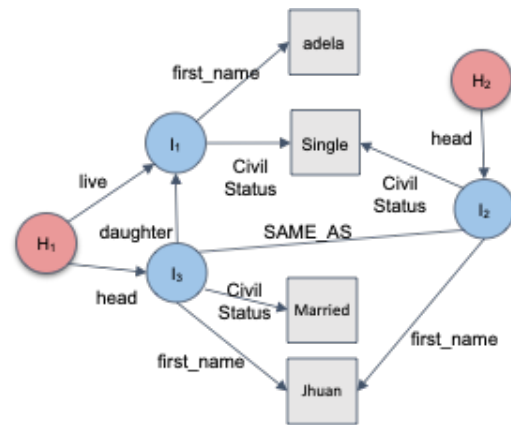 adela
first_name
H₂
I₁
Single
head
Civil
Status
Civil
Status
live
I₂
daughter
SAME_AS
H₁
I₃
head
Civil
Status
Married
first_name
first_name
Jhuan